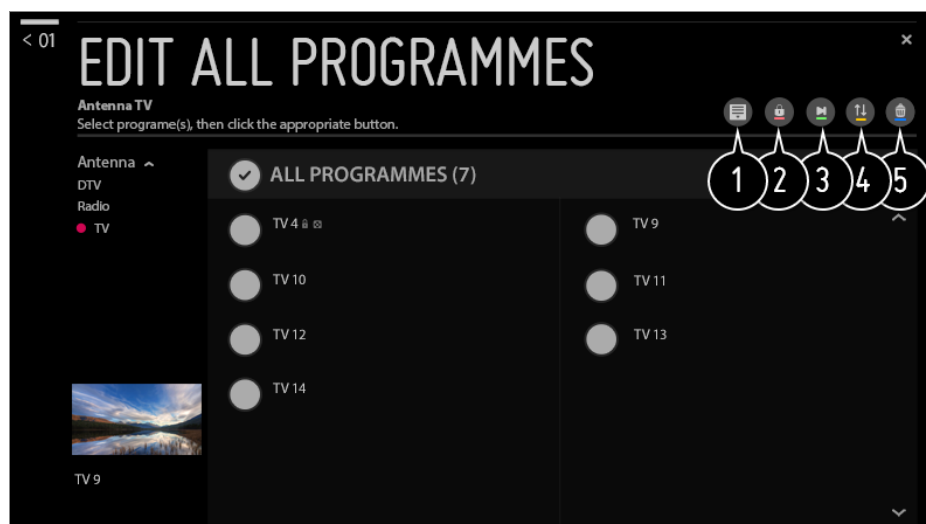 < 01
EDIT ALL PROGRAMMES
×
Antenna TV
Select programe(s), then click the appropriate button.
1 2 3 4 5
Antenna
DTV
Radio
TV
ALL PROGRAMMES (7)
TV 4
TV 9
TV 10
TV 11
TV 12
TV 13
TV 14
TV 9